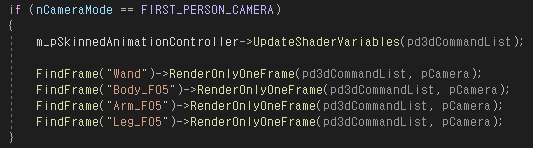 if (nCameraMode == FIRST_PERSON_CAMERA)
{
m_pSkinnedAnimationController->UpdateShaderVariables(pd3dCommandList);
FindFrame("Wand")->RenderOnlyOneFrame(pd3dCommandList, pCamera);
FindFrame("Body_F05")->RenderOnlyOneFrame(pd3dCommandList, pCamera);
FindFrame("Arm_F05")->RenderOnlyOneFrame(pd3dCommandList, pCamera);
FindFrame("Leg_F05")->RenderOnlyOneFrame(pd3dCommandList, pCamera);
}